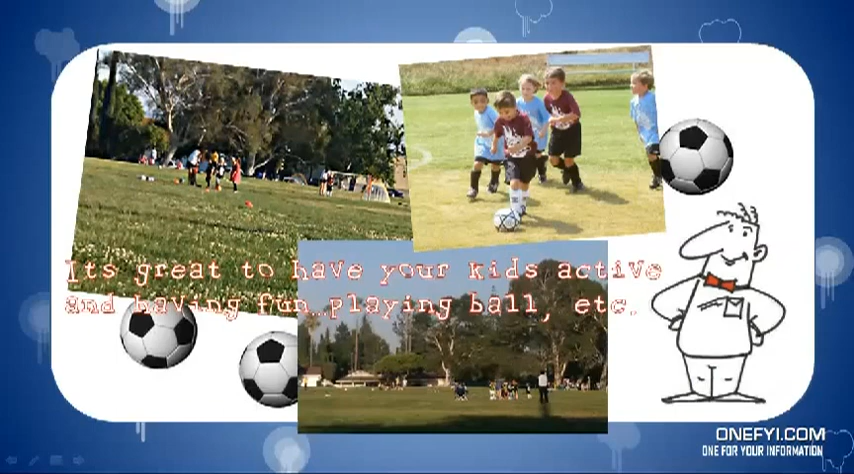 Its great to have your kids active
and having fun...playing ball, etc.
ONEFYI.COM
ONE FOR YOUR INFORMATION